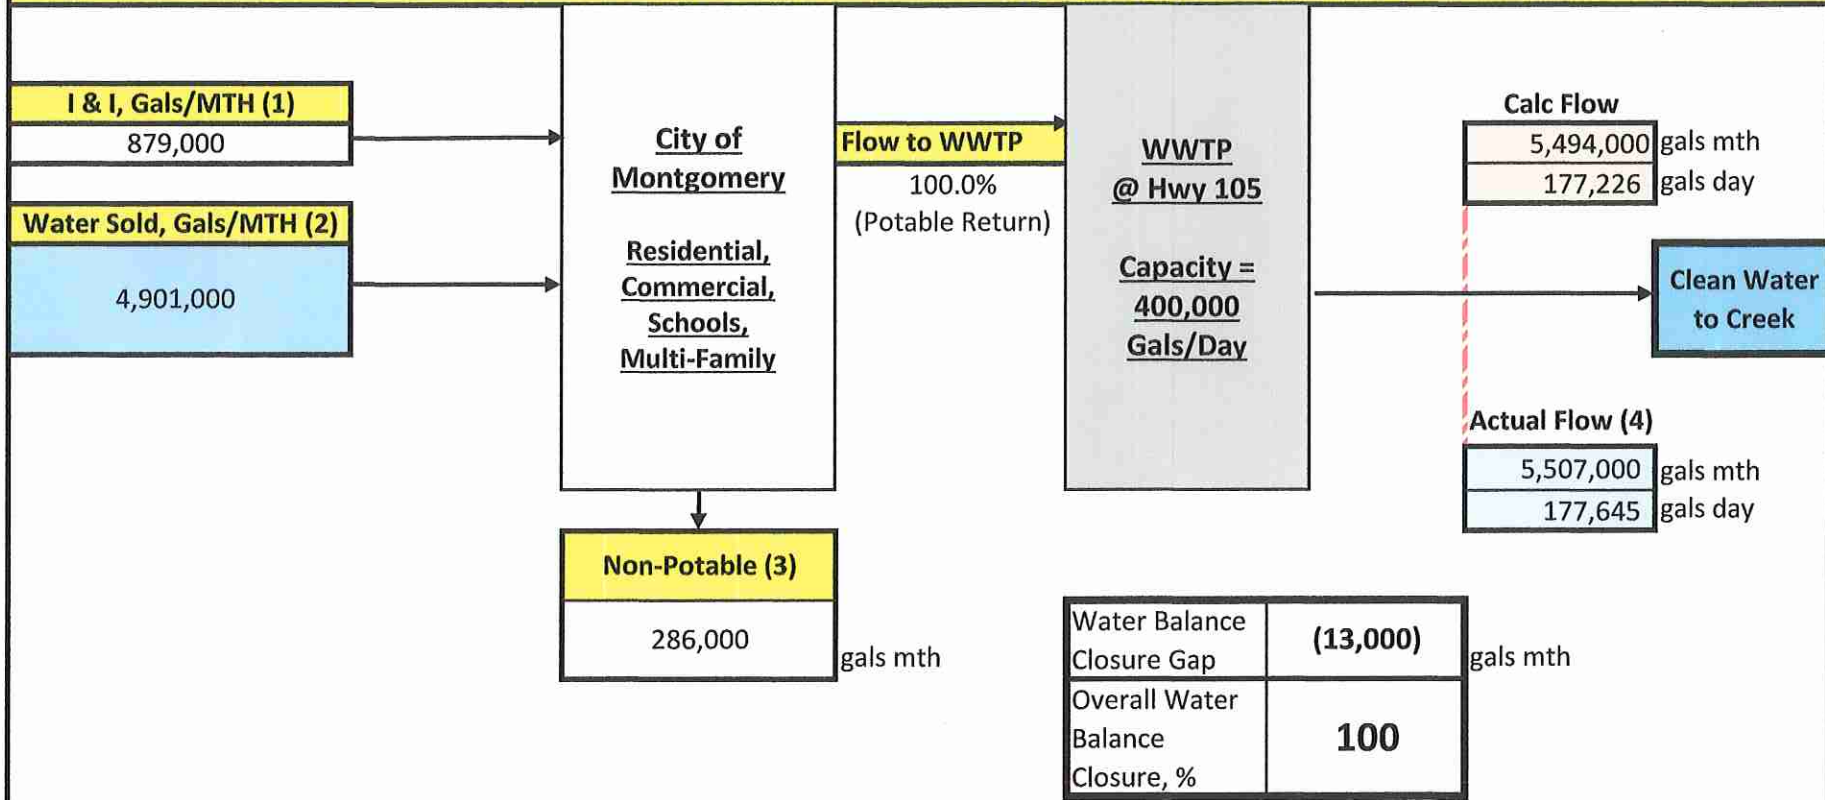 I & I, Gals/MTH (1)
879,000
Water Sold, Gals/MTH (2)
4,901,000
City of
Montgomery
Residential,
Commercial,
Schools,
Multi-Family
Non-Potable (3)
286,000
gals mth
Flow to WWTP
100.0%
(Potable Return)
WWTP
@ Hwy 105
Capacity =
400,000
Gals/Day
Calc Flow
5,494,000 gals mth
177,226 gals day
Clean Water
to Creek
Actual Flow (4)
5,507,000 gals mth
177,645 gals day
Water Balance
Closure Gap
(13,000)
gals mth
Overall Water
Balance
Closure, %
100